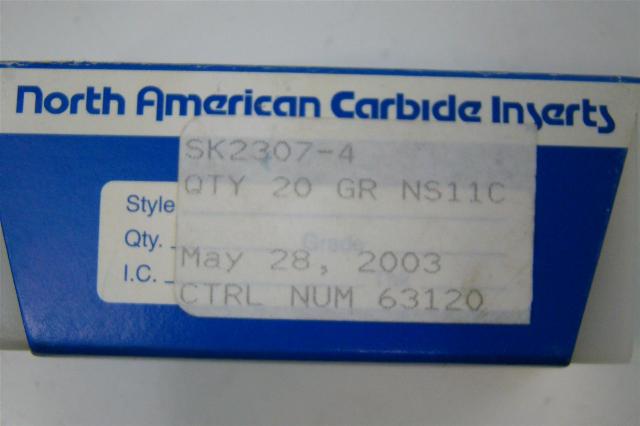 North American Carbide Inserts
SK2307-4
QTY 20 GR NS11C
Style
Qty.
Grade
I.C.
May 28, 2003
CTRL NUM 63120